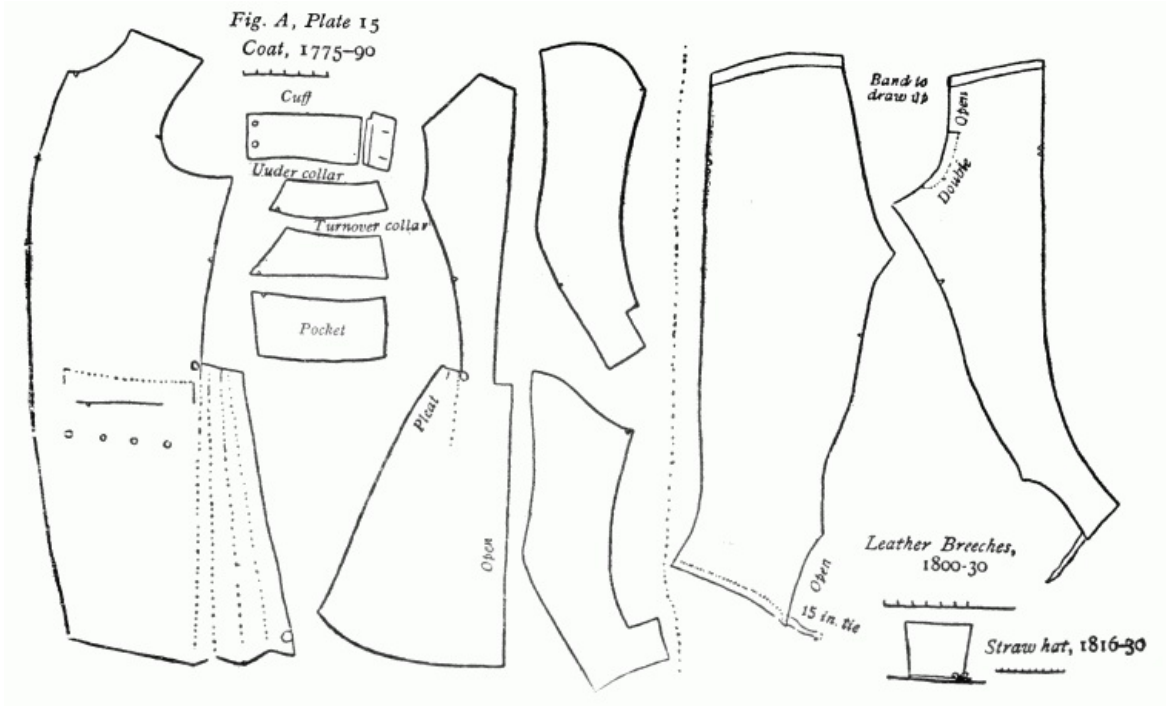 Fig. A, Plate 15
Coat, 1775-90
Cuff
Uuder collar
Turnover collar
Pocket
Pleat
Open
Band to
draw up
Open
Double
Open
15 in. tie
Leather Breeches,
1800-30
Straw hat, 1816-30